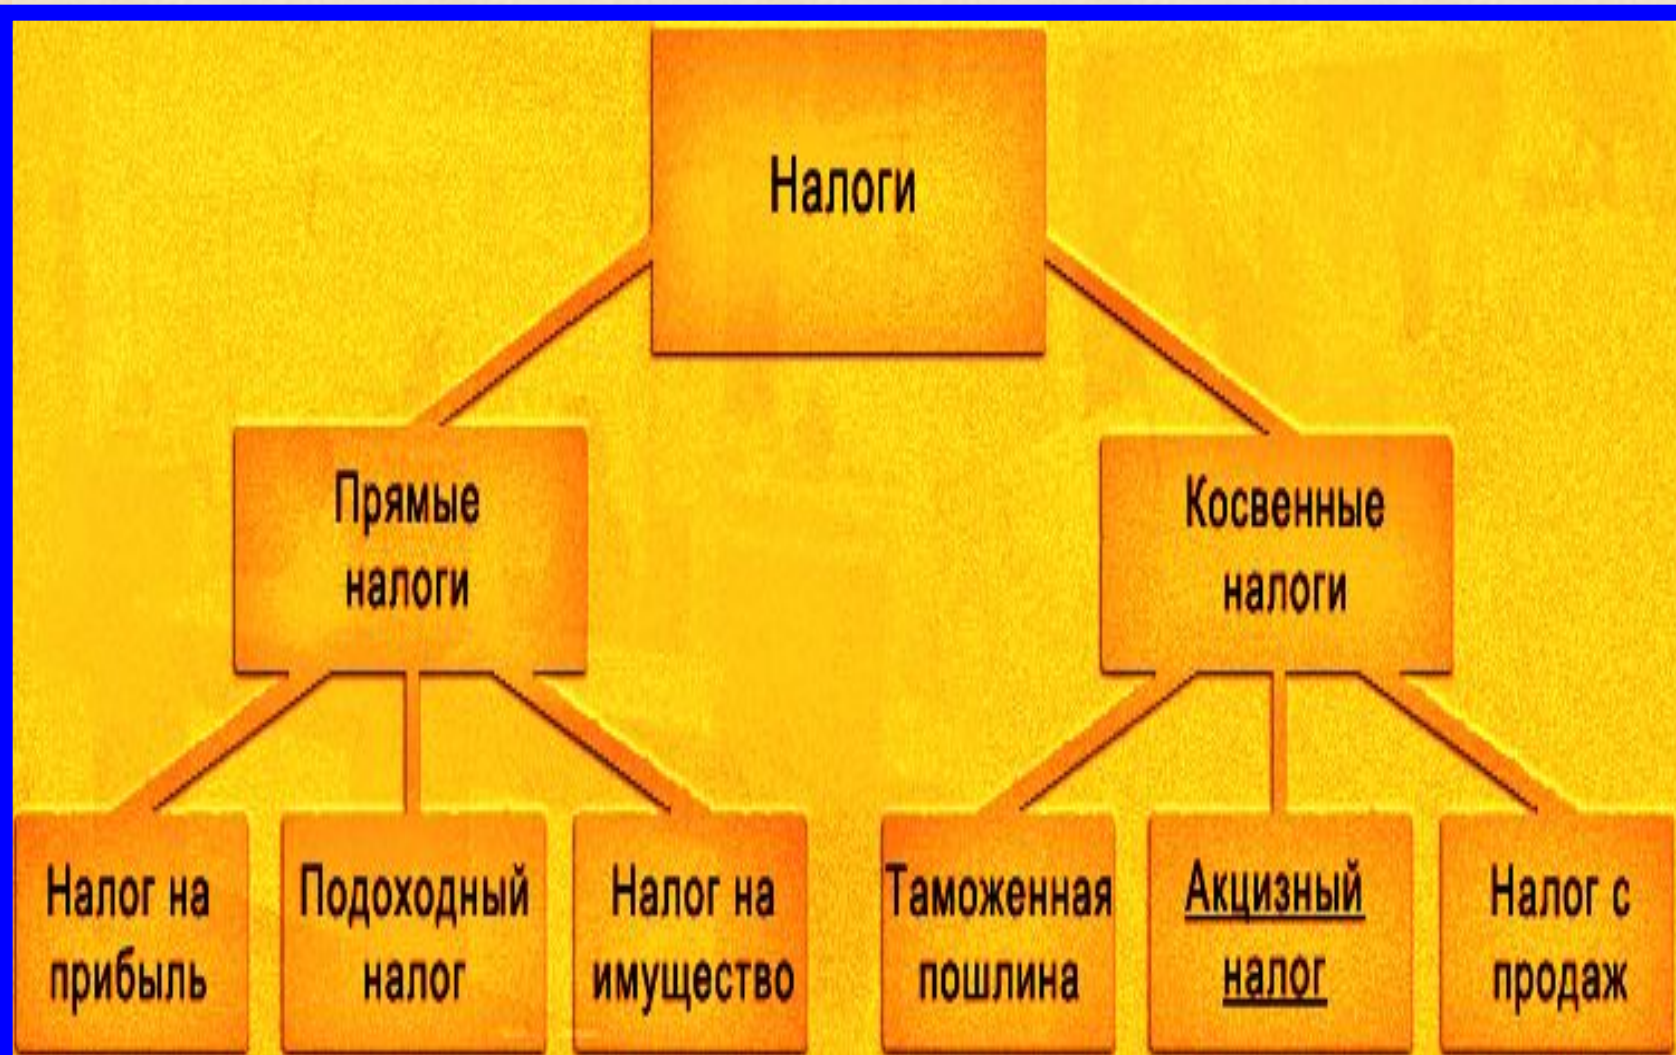 Налоги
Прямые
налоги
Косвенные
налоги
Налог на
прибыль
Подоходный
налог
Налог на
имущество
Таможенная
пошлина
Акцизный
налог
Налог с
продаж